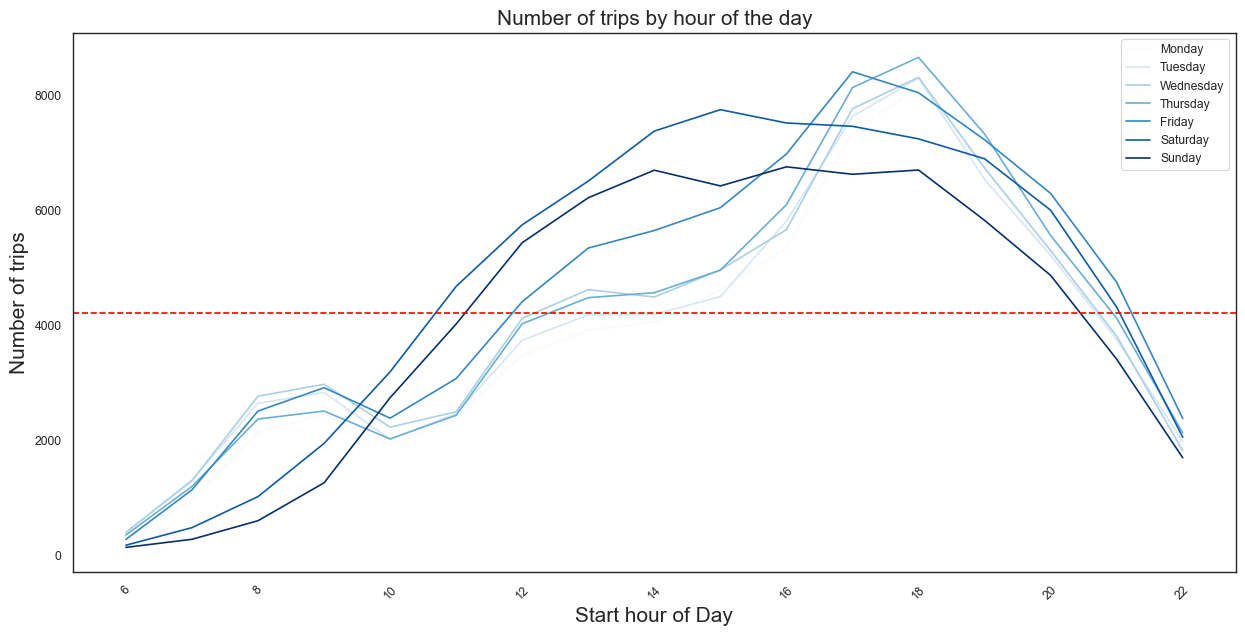 Number of trips by hour of the day
Monday
Tuesday
Wednesday
Thursday
Friday
Saturday
Sunday
Number of trips
8000
6000
4000
2000
0
6
8
10
12
14
16
18
20
22
Start hour of Day